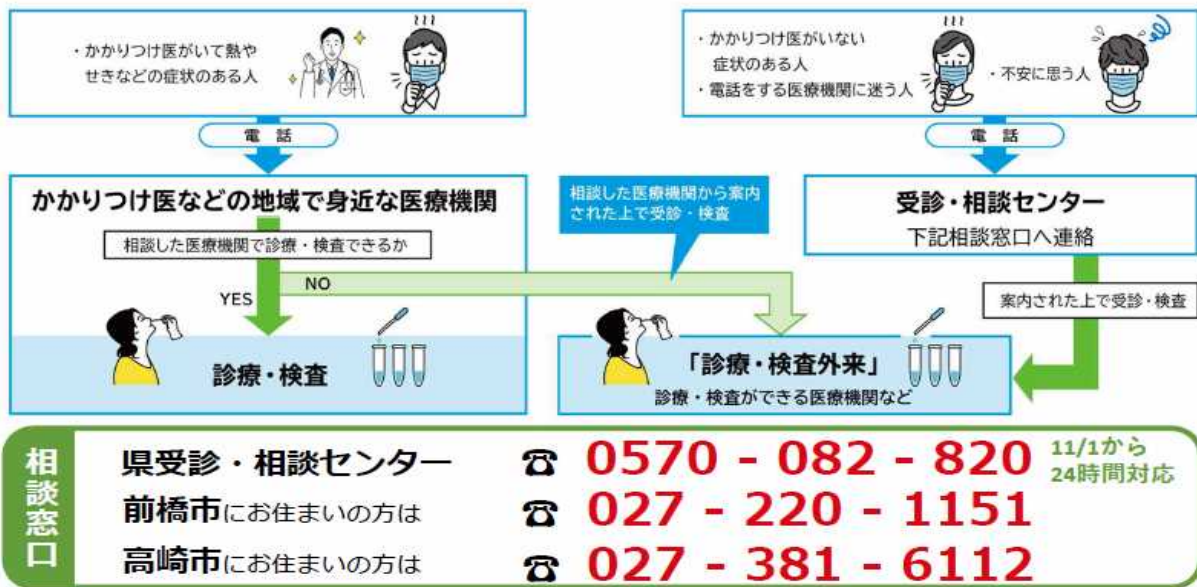 ・かかりつけ医がいて熱や
せきなどの症状のある人
電 話
かかりつけ医などの地域で身近な医療機関
相談した医療機関で診療・検査できるか
YES
NO
診療・検査
相談した医療機関から案内
された上で受診・検査
・かかりつけ医がいない
症状のある人
・電話をする医療機関に迷う人
・不安に思う人
電 話
受診・相談センター
下記相談窓口へ連絡
案内された上で受診・検査
「診療・検査外来」
診療・検査ができる医療機関など
相談窓口
県受診・相談センター ☎ 0570 - 082 - 820 11/1から
24時間対応
前橋市にお住まいの方は ☎ 027 - 220 - 1151
高崎市にお住まいの方は ☎ 027 - 381 - 6112